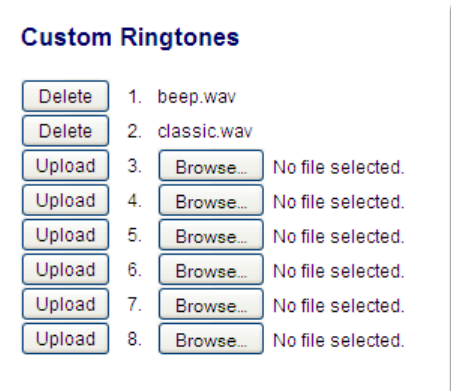 Custom Ringtones
Delete 1. beep.wav
Delete 2. classic.wav
Upload 3. Browse... No file selected.
Upload 4. Browse... No file selected.
Upload 5. Browse... No file selected.
Upload 6. Browse... No file selected.
Upload 7. Browse... No file selected.
Upload 8. Browse... No file selected.